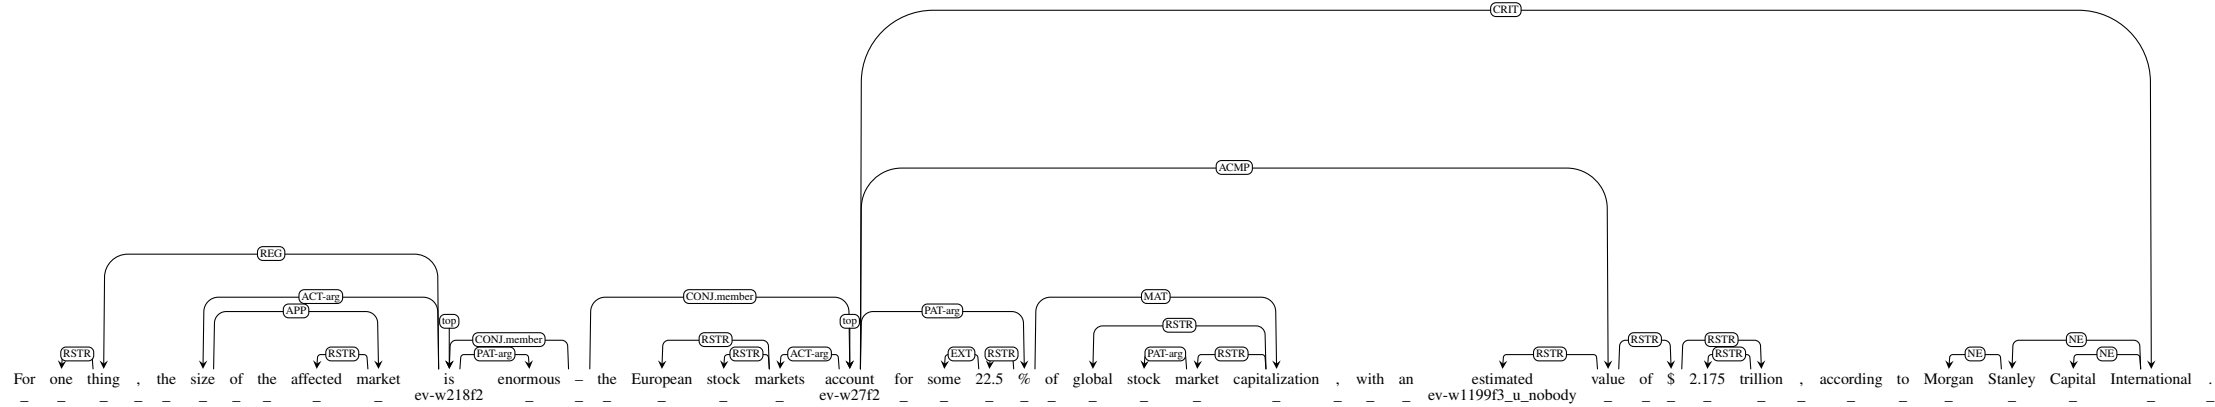 CRIT
ACMP
REG
ACT-arg CONJ.member MAT
APP top top PAT-arg RSTR
CONJ.member RSTR RSTR RSTR NE
RSTR RSTR PAT-arg RSTR ACT-arg EXT RSTR PAT-arg RSTR RSTR RSTR NE NE
For one thing , the size of the affected market is enormous – the European stock markets account for some 22.5 % of global stock market capitalization , with an estimated value of $ 2.175 trillion , according to Morgan Stanley Capital International .
_ _ _ _ _ _ _ _ _ _ ev-w218f2 _ _ _ _ _ _ ev-w27f2 _ _ _ _ _ _ _ _ _ _ _ _ ev-w1199f3_u_nobody _ _ _ _ _ _ _ _ _ _ _ _ _